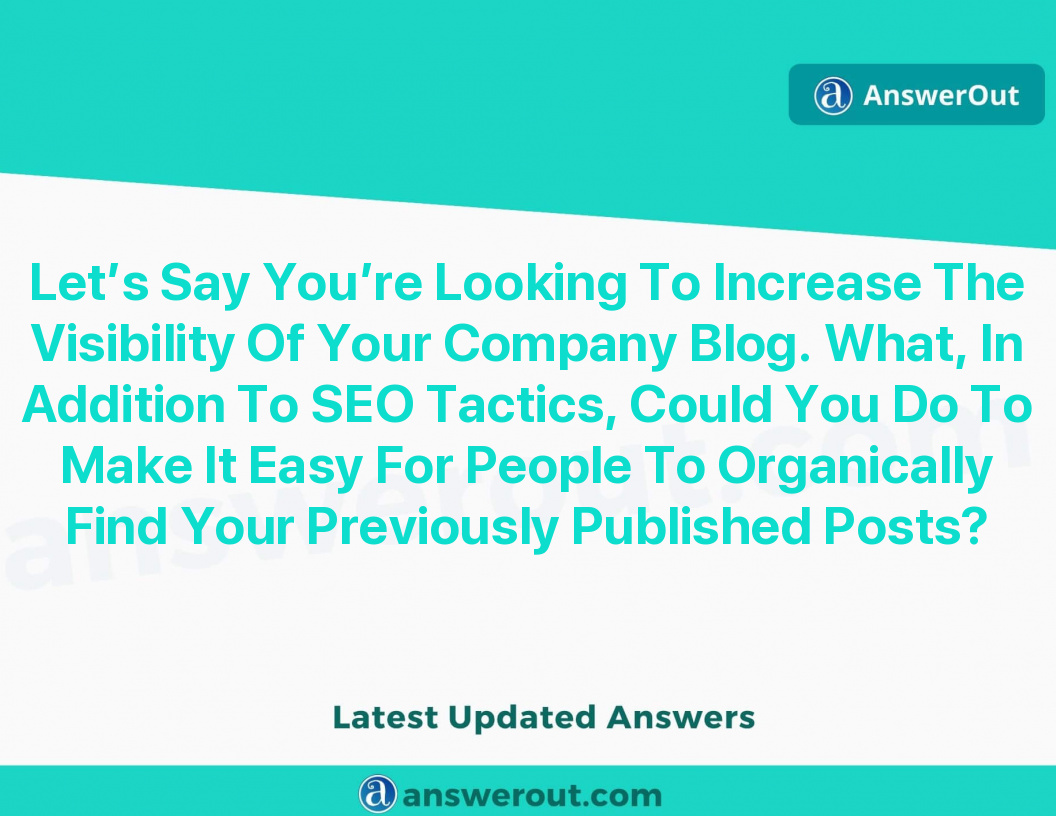 AnswerOut
Let’s Say You’re Looking To Increase The
Visibility Of Your Company Blog. What, In
Addition To SEO Tactics, Could You Do To
Make It Easy For People To Organically
Find Your Previously Published Posts?
answerout.com
Latest Updated Answers
answerout.com